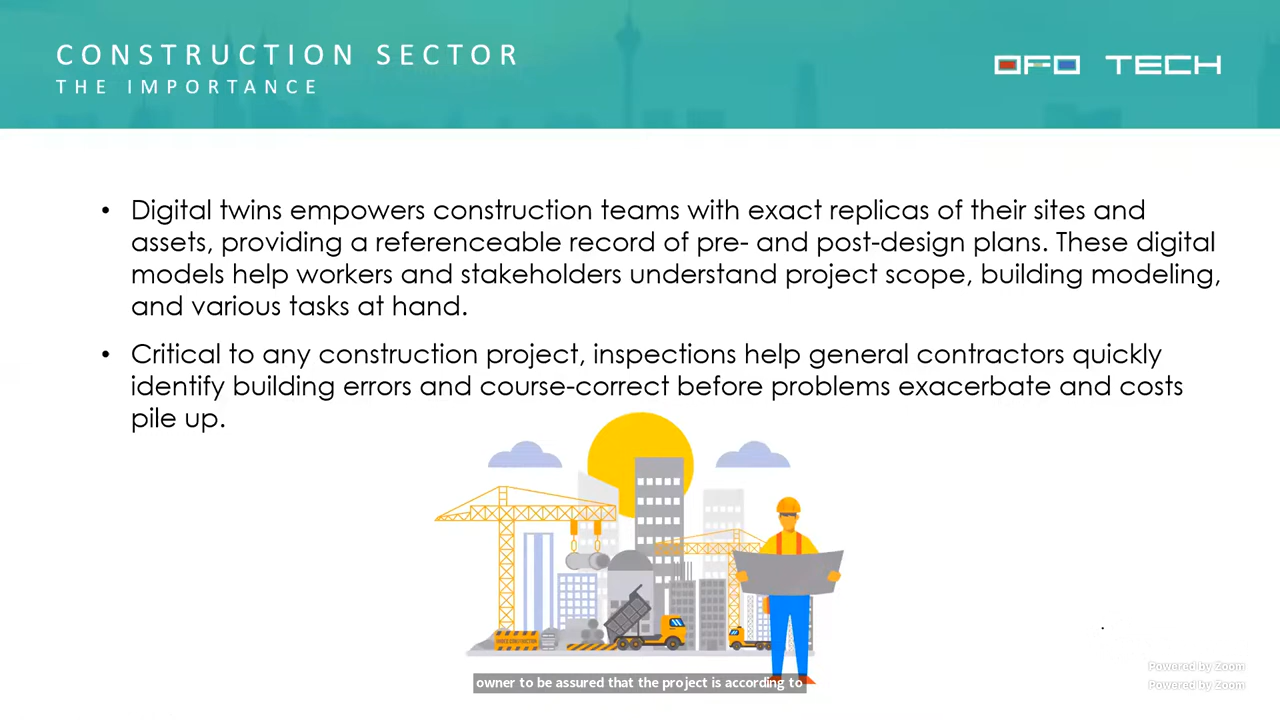 CONSTRUCTION SECTOR
THE IMPORTANCE
OFO TECH
• Digital twins empowers construction teams with exact replicas of their sites and
assets, providing a referenceable record of pre- and post-design plans. These digital
models help workers and stakeholders understand project scope, building modeling,
and various tasks at hand.
• Critical to any construction project, inspections help general contractors quickly
identify building errors and course-correct before problems exacerbate and costs
pile up.
owner to be assured that the project is according to
Powered by Zoom
Powered by Zoom